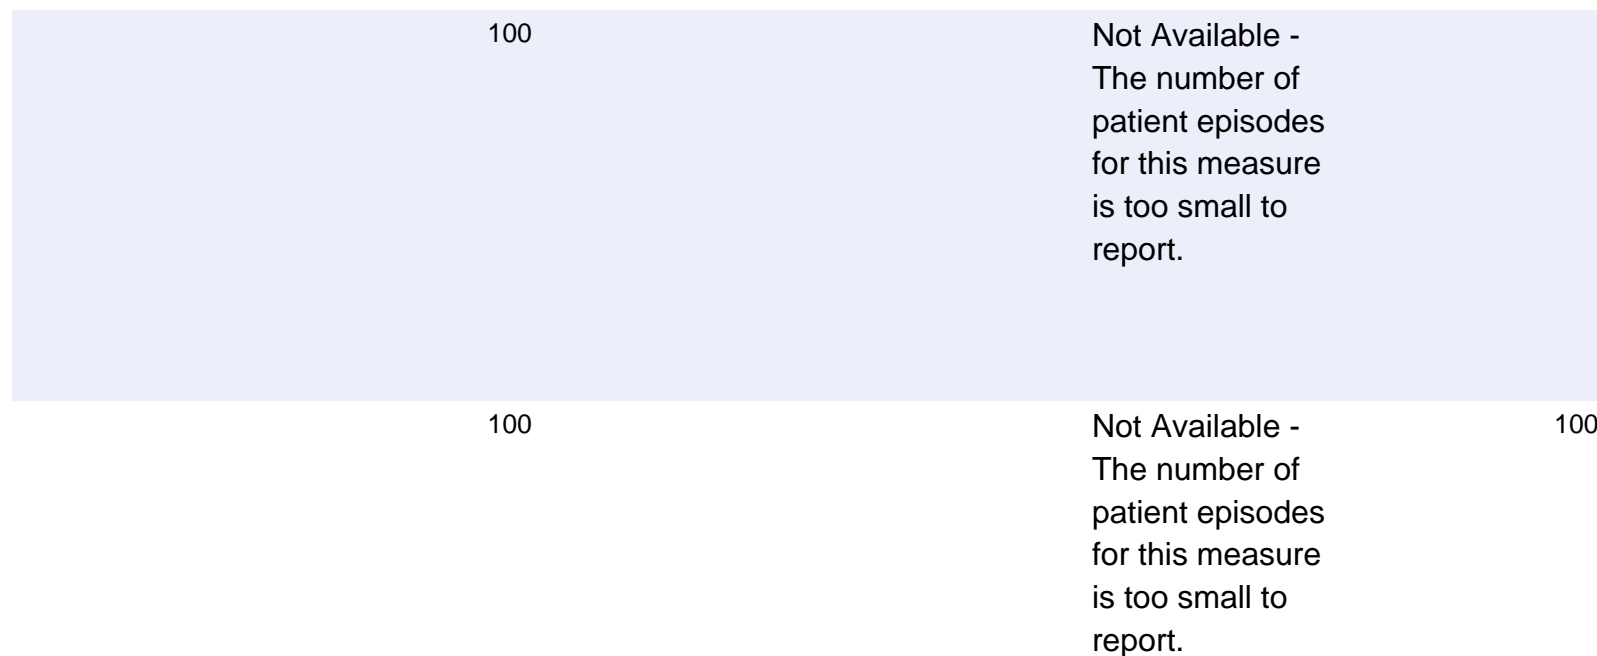 100
Not Available -
The number of
patient episodes
for this measure
is too small to
report.
100
Not Available -
The number of
patient episodes
for this measure
is too small to
report.
100